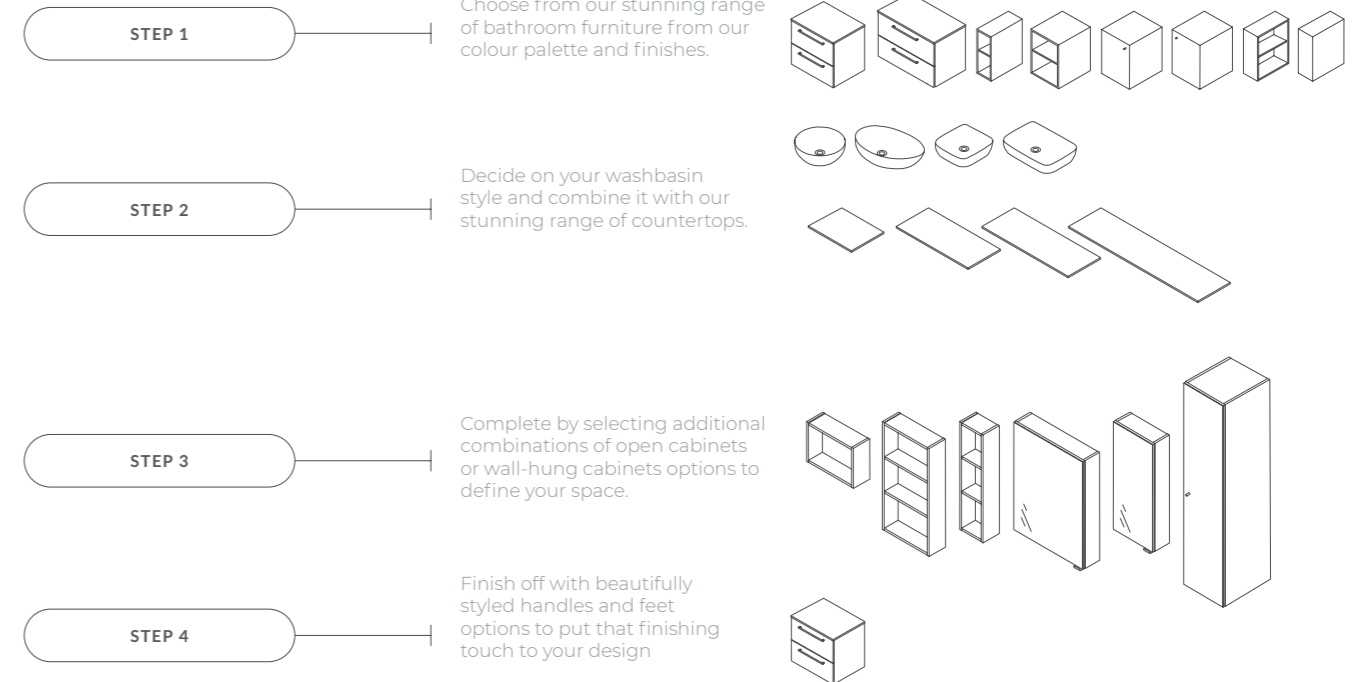 STEP 1
Choose from our stunning range
of bathroom furniture from our
colour palette and finishes.
STEP 2
Decide on your washbasin
style and combine it with our
stunning range of countertops.
STEP 3
Complete by selecting additional
combinations of open cabinets
or wall-hung cabinets options to
define your space.
STEP 4
Finish off with beautifully
styled handles and feet
options to put that finishing
touch to your design